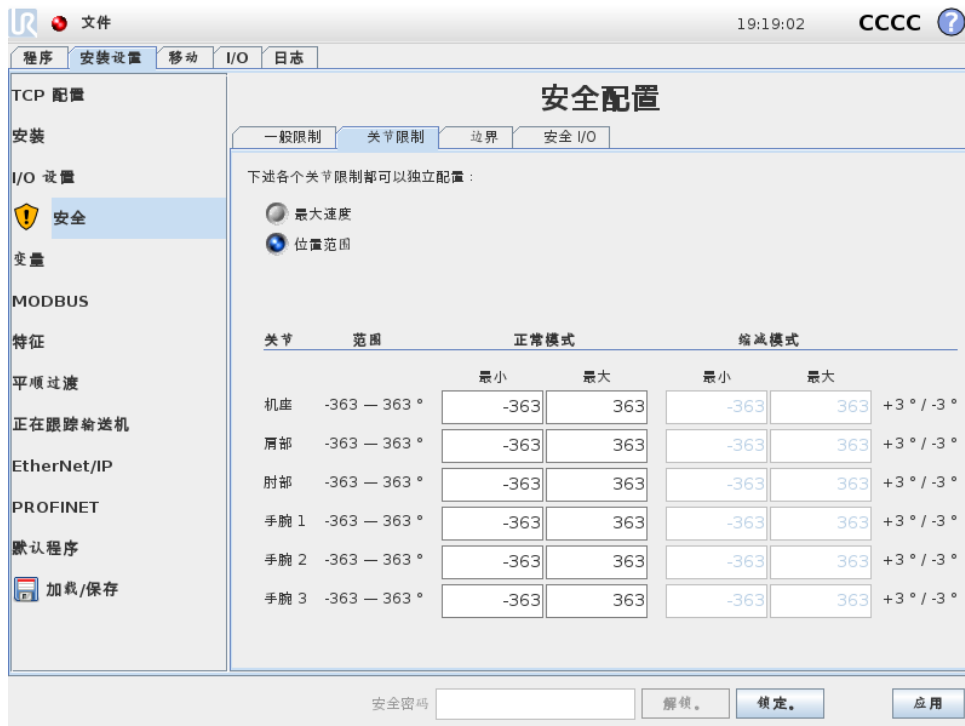 UR 文件 19:19:02 CCCC ?
程序 安装设置 移动 I/O 日志
TCP 配置
安装
I/O 设置
安全
变量
MODBUS
特征
平顺过渡
正在跟踪输送机
EtherNet/IP
PROFINET
默认程序
加载/保存
安全配置
一般限制 关节限制 边界 安全 I/O
下述各个关节限制都可以独立配置：
最大速度
位置范围
关节 范围 正常模式 缩减模式
最小 最大 最小 最大
机座 -363 — 363 ° -363 363 -363 363 +3 ° / -3 °
肩部 -363 — 363 ° -363 363 -363 363 +3 ° / -3 °
肘部 -363 — 363 ° -363 363 -363 363 +3 ° / -3 °
手腕 1 -363 — 363 ° -363 363 -363 363 +3 ° / -3 °
手腕 2 -363 — 363 ° -363 363 -363 363 +3 ° / -3 °
手腕 3 -363 — 363 ° -363 363 -363 363 +3 ° / -3 °
安全密码 解锁。 锁定。 应用